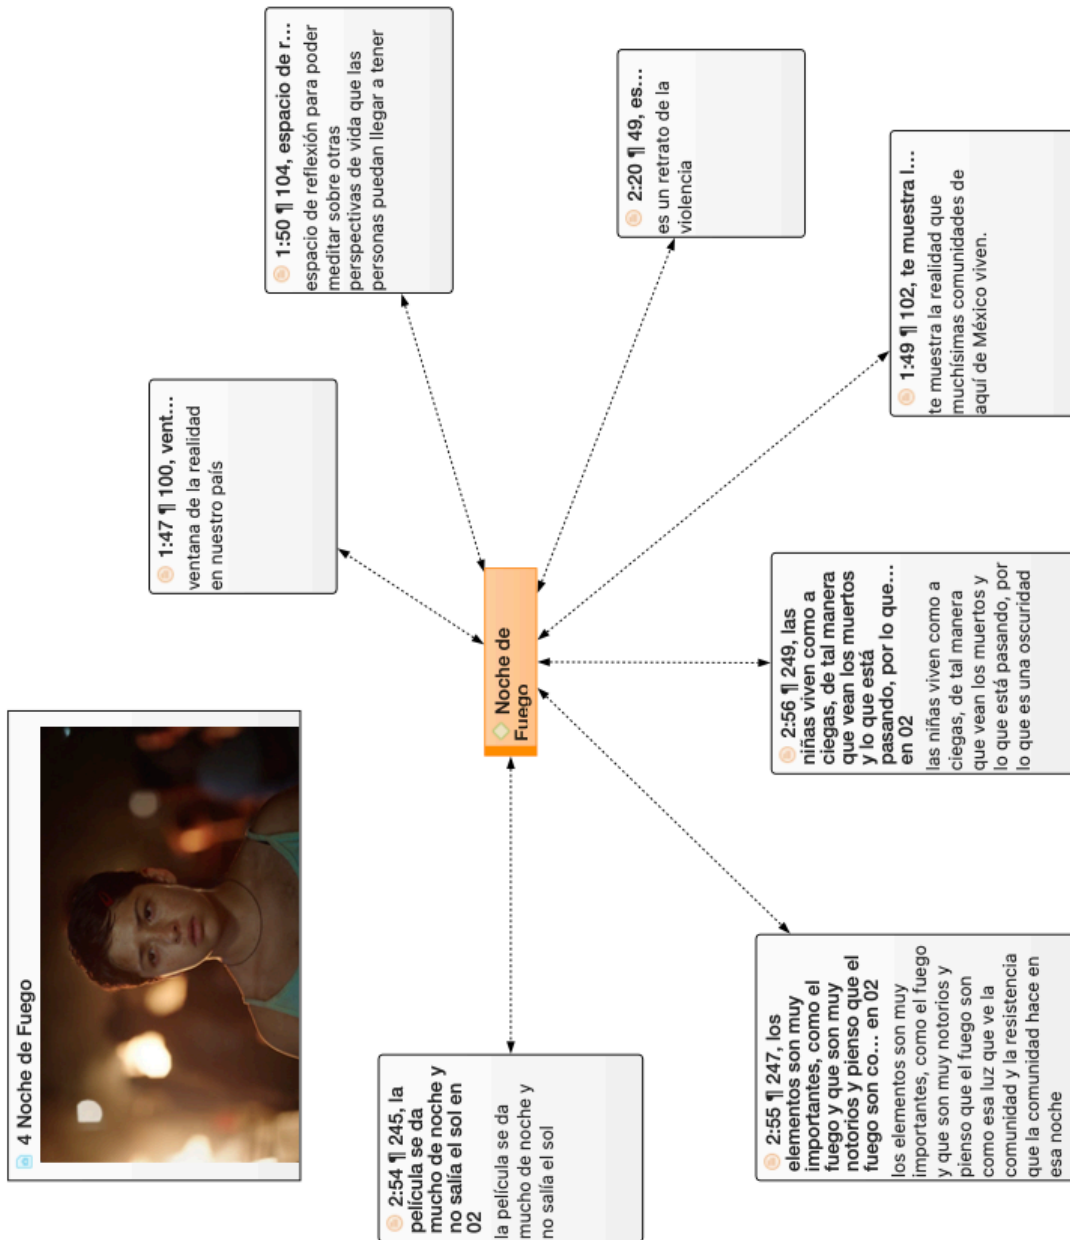 4 Noche de Fuego
1:47 ¶ 100, vent…
ventana de la realidad
en nuestro país
1:50 ¶ 104, espacio de r…
espacio de reflexión para poder
meditar sobre otras
perspectivas de vida que las
personas puedan llegar a tener
2:20 ¶ 49, es…
es un retrato de la
violencia
Noche de
Fuego
1:49 ¶ 102, te muestra l…
te muestra la realidad que
muchísimas comunidades de
aquí de México viven.
2:54 ¶ 245, la
película se da
mucho de noche y
no salía el sol en
02
la película se da
mucho de noche y
no salía el sol
2:55 ¶ 247, los
elementos son muy
importantes, como el
fuego y que son muy
notorios y pienso que el
fuego son co… en 02
los elementos son muy
importantes, como el fuego
y que son muy notorios y
pienso que el fuego son
como esa luz que ve la
comunidad y la resistencia
que la comunidad hace en
esa noche
2:56 ¶ 249, las
niñas viven como a
ciegas, de tal manera
que vean los muertos
y lo que está
pasando, por lo que…
en 02
las niñas viven como a
ciegas, de tal manera
que vean los muertos y
lo que está pasando, por
lo que es una oscuridad